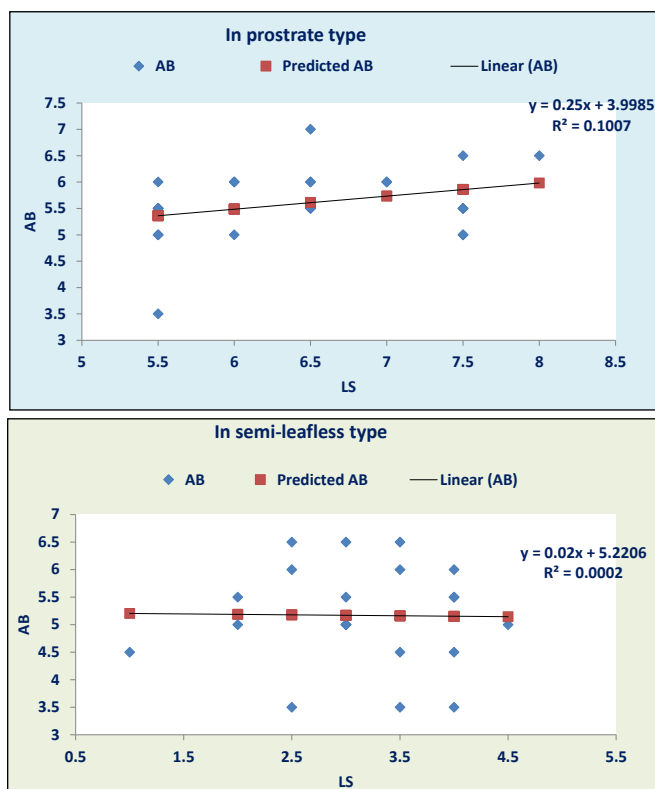 In prostrate type
AB Predicted AB Linear (AB)
y = 0.25x + 3.9985
R² = 0.1007
7.5
7
6.5
6
5.5
5
4.5
4
3.5
3
AB
5 5.5 6 6.5 7 7.5 8 8.5
LS
In semi-leafless type
AB Predicted AB Linear (AB)
y = 0.02x + 5.2206
R² = 0.0002
7
6.5
6
5.5
5
4.5
4
3.5
3
AB
0.5 1.5 2.5 3.5 4.5 5.5
LS